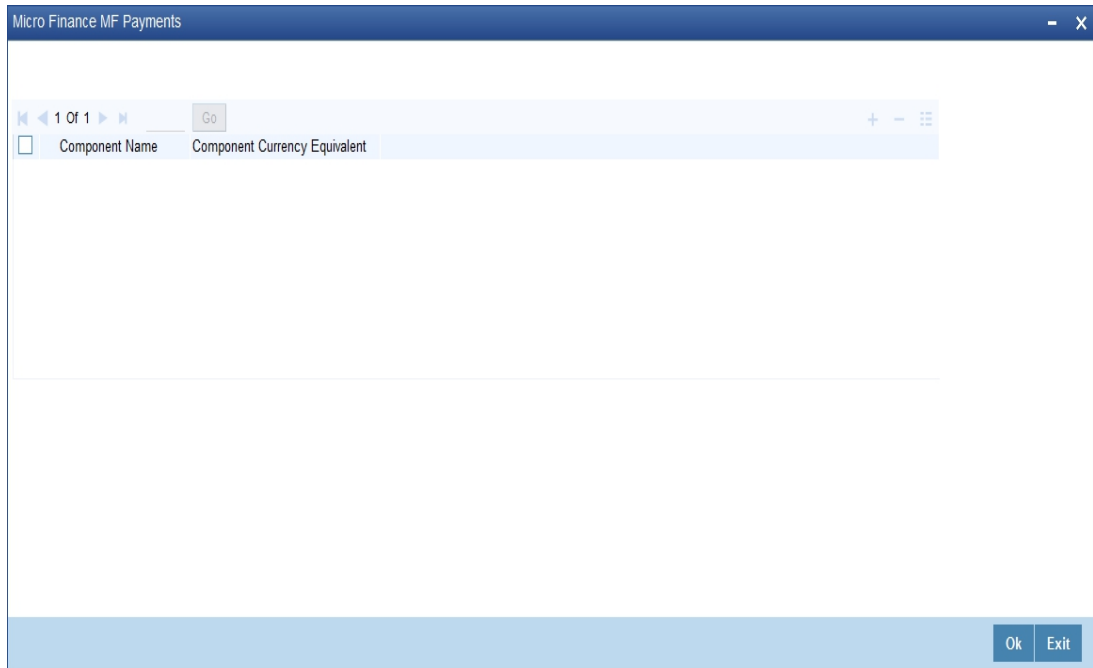 Micro Finance MF Payments
1 Of 1 Go
Component Name Component Currency Equivalent
Ok Exit